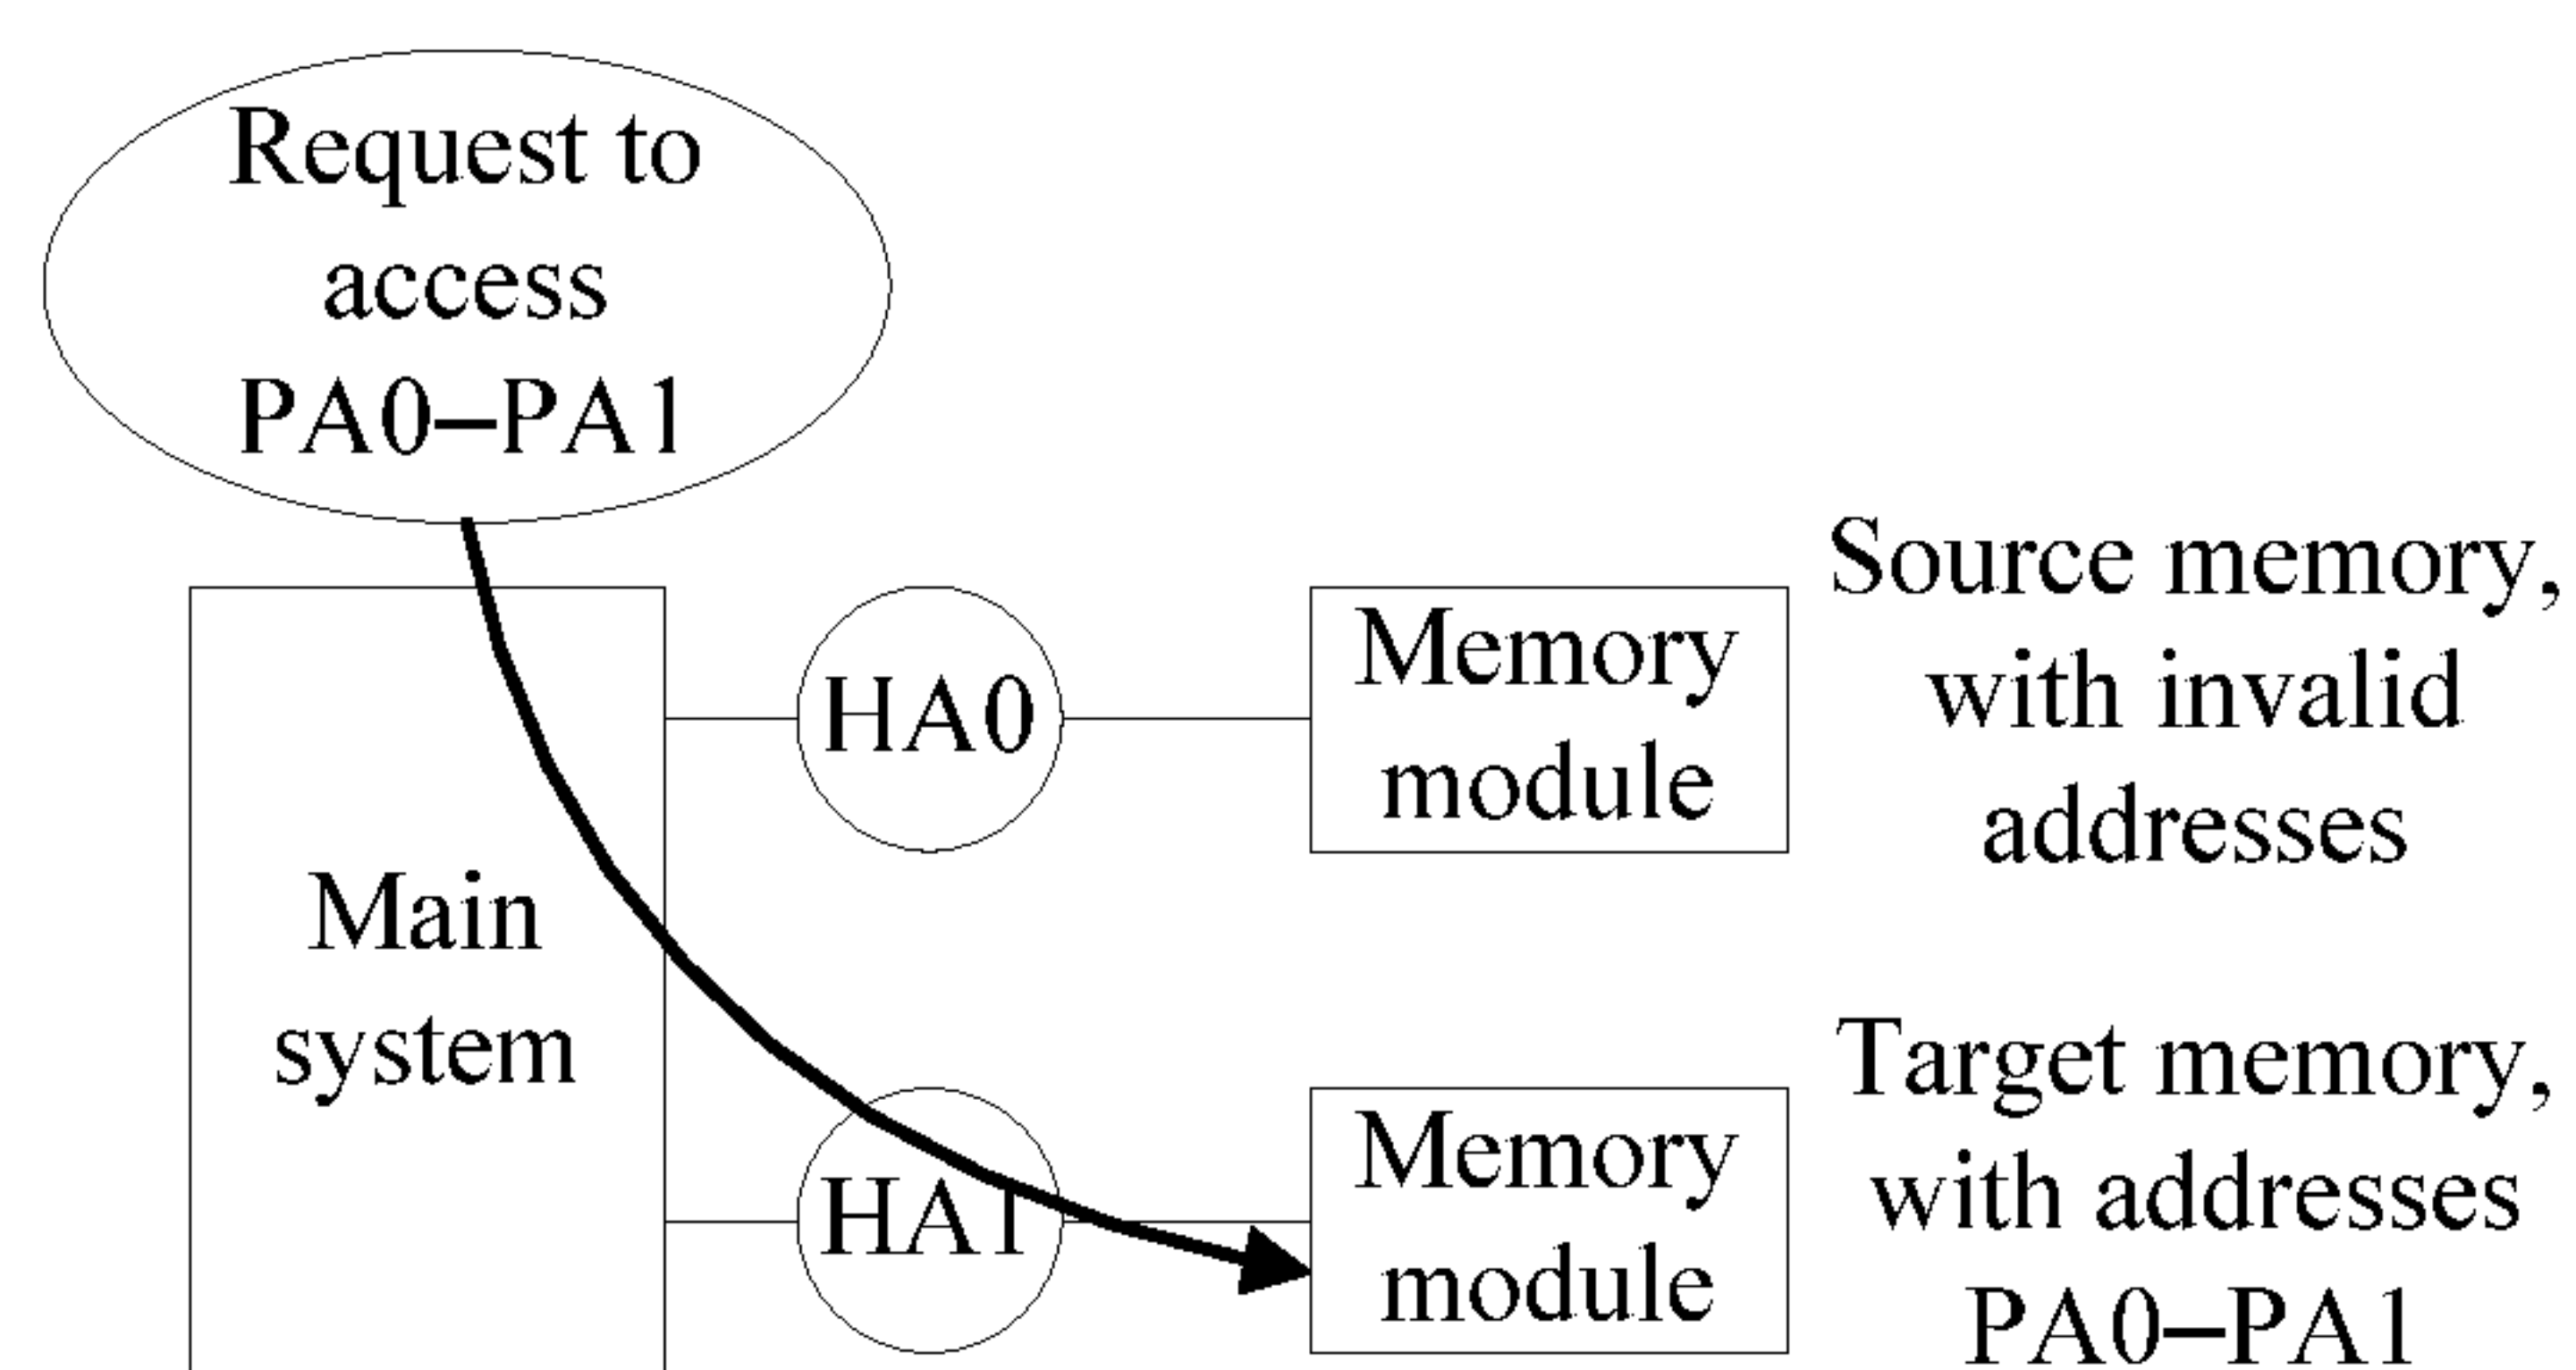 Request to
access
PA0–PA1
Main
system
HA0
Memory
module
Source memory,
with invalid
addresses
HA1
Memory
module
Target memory,
with addresses
PA0–PA1